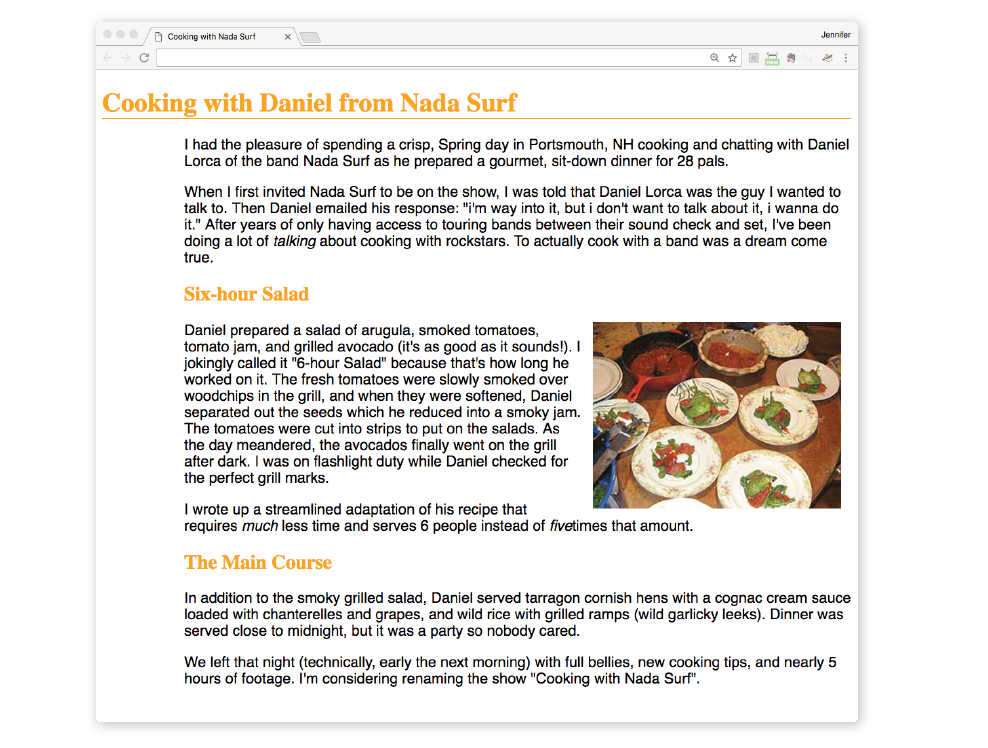 Cooking with Nada Surf
Jennifer
Cooking with Daniel from Nada Surf
I had the pleasure of spending a crisp, Spring day in Portsmouth, NH cooking and chatting with Daniel
Lorca of the band Nada Surf as he prepared a gourmet, sit-down dinner for 28 pals.
When I first invited Nada Surf to be on the show, I was told that Daniel Lorca was the guy I wanted to
talk to. Then Daniel emailed his response: "i'm way into it, but i don't want to talk about it, i wanna do
it." After years of only having access to touring bands between their sound check and set, I've been
doing a lot of talking about cooking with rockstars. To actually cook with a band was a dream come
true.
Six-hour Salad
Daniel prepared a salad of arugula, smoked tomatoes,
tomato jam, and grilled avocado (it's as good as it sounds!). I
jokingly called it "6-hour Salad" because that's how long he
worked on it. The fresh tomatoes were slowly smoked over
woodchips in the grill, and when they were softened, Daniel
separated out the seeds which he reduced into a smoky jam.
The tomatoes were cut into strips to put on the salads. As
the day meandered, the avocados finally went on the grill
after dark. I was on flashlight duty while Daniel checked for
the perfect grill marks.
I wrote up a streamlined adaptation of his recipe that
requires much less time and serves 6 people instead of fivetimes that amount.
The Main Course
In addition to the smoky grilled salad, Daniel served tarragon cornish hens with a cognac cream sauce
loaded with chanterelles and grapes, and wild rice with grilled ramps (wild garlicky leeks). Dinner was
served close to midnight, but it was a party so nobody cared.
We left that night (technically, early the next morning) with full bellies, new cooking tips, and nearly 5
hours of footage. I'm considering renaming the show "Cooking with Nada Surf".